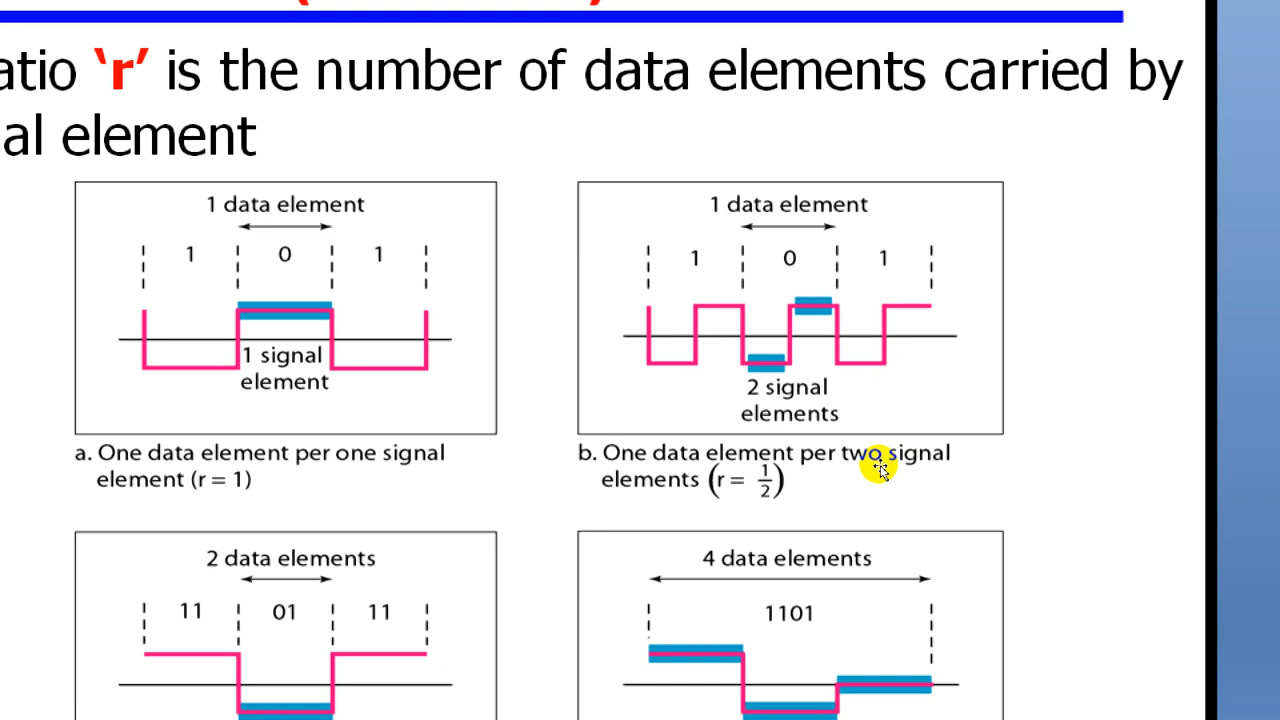 atio ‘r’ is the number of data elements carried by
al element
1 data element
1 0 1
1 signal
element
a. One data element per one signal
element (r = 1)
1 data element
1 0 1
2 signal
elements
b. One data element per two signal
elements (r = 1/2)
2 data elements
11 01 11
4 data elements
1101